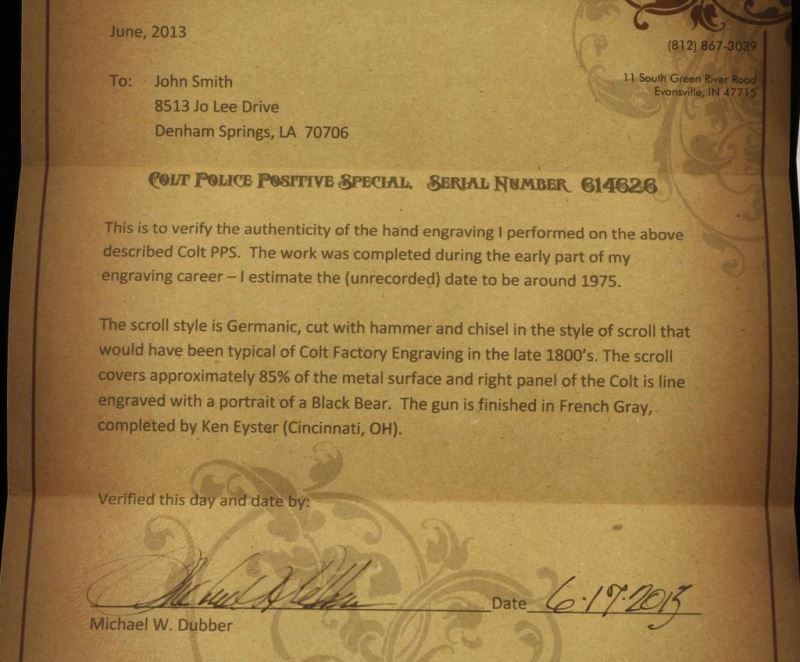 June, 2013
(812) 867-3039
11 South Green River Road
Evansville, IN 47715
To: John Smith
8513 Jo Lee Drive
Denham Springs, LA 70706
Colt Police Positive Special, Serial Number 614626
This is to verify the authenticity of the hand engraving I performed on the above
described Colt PPS. The work was completed during the early part of my
engraving career – I estimate the (unrecorded) date to be around 1975.
The scroll style is Germanic, cut with hammer and chisel in the style of scroll that
would have been typical of Colt Factory Engraving in the late 1800's. The scroll
covers approximately 85% of the metal surface and right panel of the Colt is line
engraved with a portrait of a Black Bear. The gun is finished in French Gray,
completed by Ken Eyster (Cincinnati, OH).
Verified this day and date by:
Date 6-17-2013
Michael W. Dubber